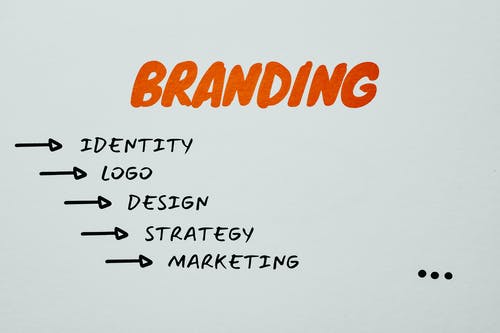 BRANDING
IDENTITY
LOGO
DESIGN
STRATEGY
MARKETING
...